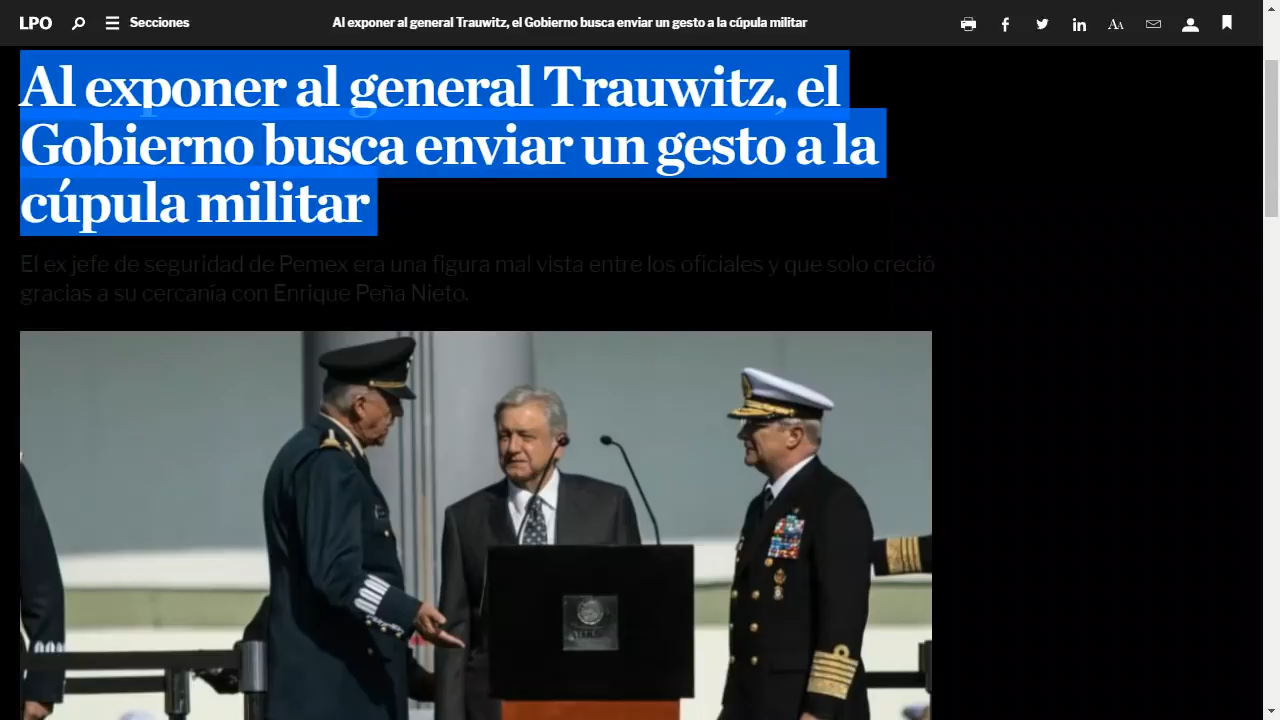 LPO Secciones Al exponer al general Trauwitz, el Gobierno busca enviar un gesto a la cúpula militar
Al exponer al general Trauwitz, el
Gobierno busca enviar un gesto a la
cúpula militar
El ex jefe de seguridad de Pemex era una figura mal vista entre los oficiales y que solo creció
gracias a su cercanía con Enrique Peña Nieto.